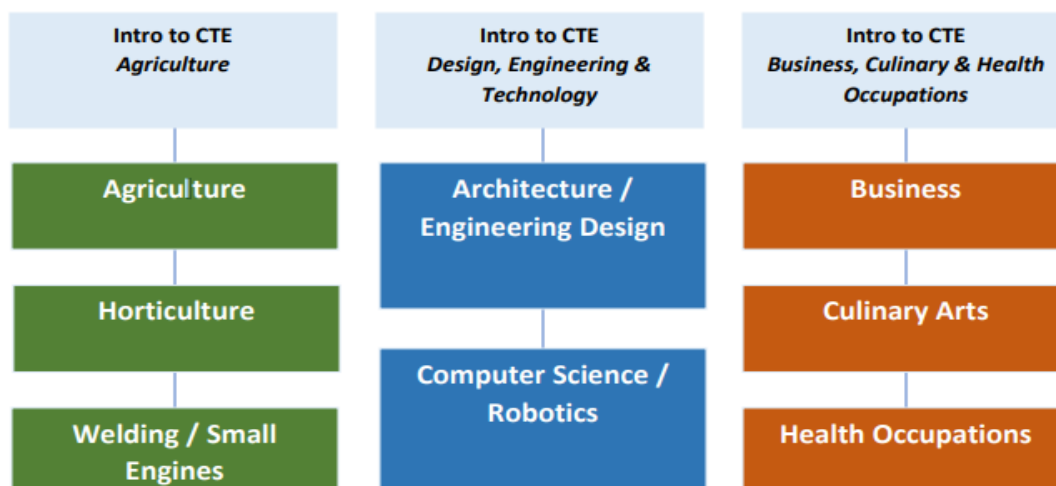 Intro to CTE
Agriculture
Agriculture
Horticulture
Welding / Small
Engines
Intro to CTE
Design, Engineering &
Technology
Architecture /
Engineering Design
Computer Science /
Robotics
Intro to CTE
Business, Culinary & Health
Occupations
Business
Culinary Arts
Health Occupations